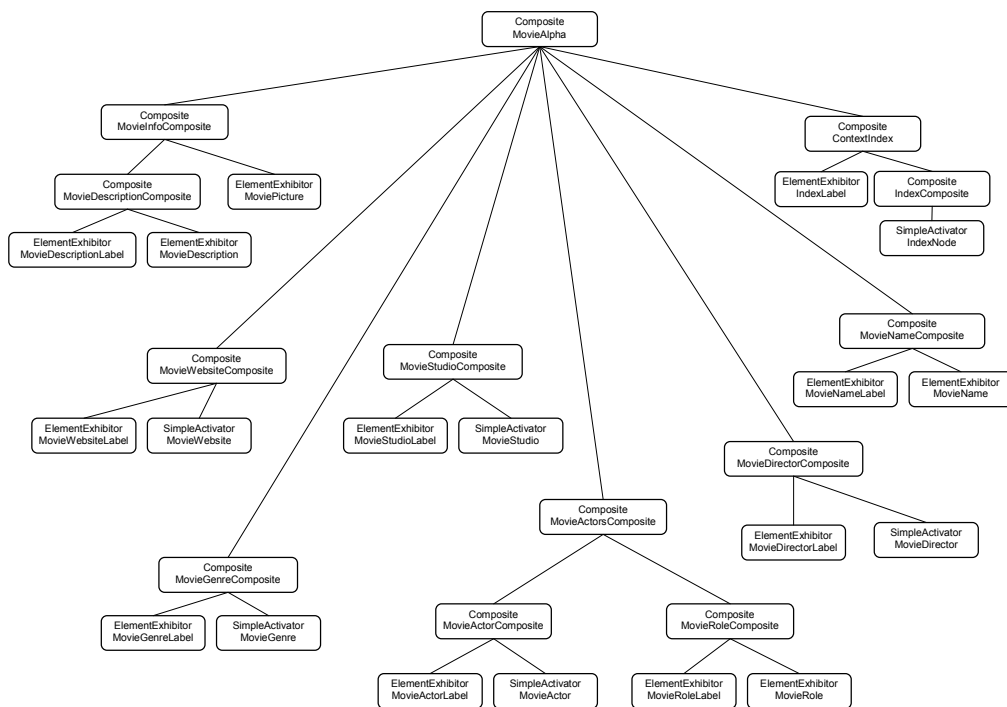 Composite
MovieAlpha
Composite
MovieInfoComposite
Composite
ContextIndex
Composite
MovieDescriptionComposite
ElementExhibitor
MoviePicture
ElementExhibitor
IndexLabel
Composite
IndexComposite
ElementExhibitor
MovieDescriptionLabel
ElementExhibitor
MovieDescription
SimpleActivator
IndexNode
Composite
MovieNameComposite
Composite
MovieWebsiteComposite
Composite
MovieStudioComposite
ElementExhibitor
MovieNameLabel
ElementExhibitor
MovieName
ElementExhibitor
MovieWebsiteLabel
SimpleActivator
MovieWebsite
ElementExhibitor
MovieStudioLabel
SimpleActivator
MovieStudio
Composite
MovieDirectorComposite
Composite
MovieActorsComposite
ElementExhibitor
MovieDirectorLabel
SimpleActivator
MovieDirector
Composite
MovieGenreComposite
ElementExhibitor
MovieGenreLabel
SimpleActivator
MovieGenre
Composite
MovieActorComposite
Composite
MovieRoleComposite
ElementExhibitor
MovieActorLabel
SimpleActivator
MovieActor
ElementExhibitor
MovieRoleLabel
ElementExhibitor
MovieRole